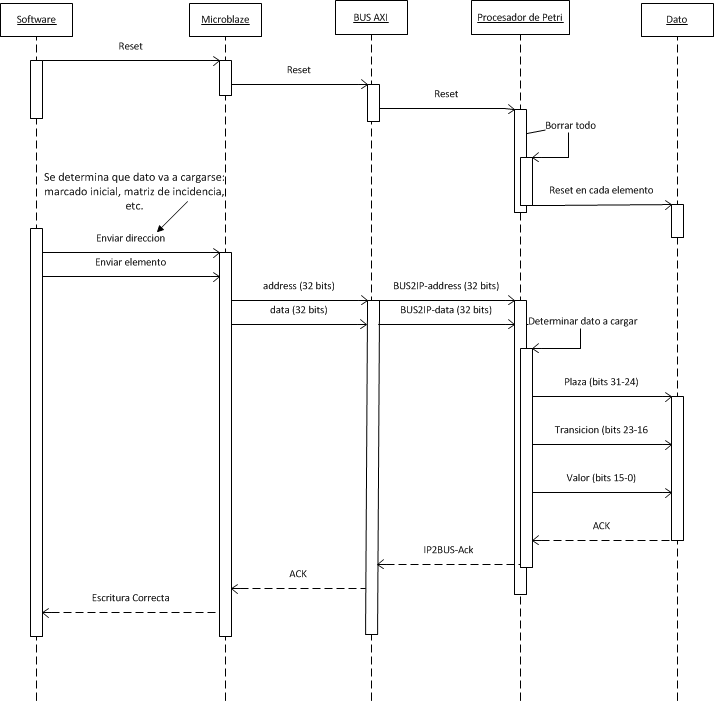 Software
Microblaze
BUS AXI
Procesador de Petri
Dato
Reset
Reset
Reset
Borrar todo
Reset en cada elemento
Se determina que dato va a cargarse:
marcado inicial, matriz de incidencia,
etc.
Enviar direccion
Enviar elemento
address (32 bits)
BUS2IP-address (32 bits)
data (32 bits)
BUS2IP-data (32 bits)
Determinar dato a cargar
Plaza (bits 31-24)
Transicion (bits 23-16
Valor (bits 15-0)
ACK
IP2BUS-Ack
ACK
Escritura Correcta